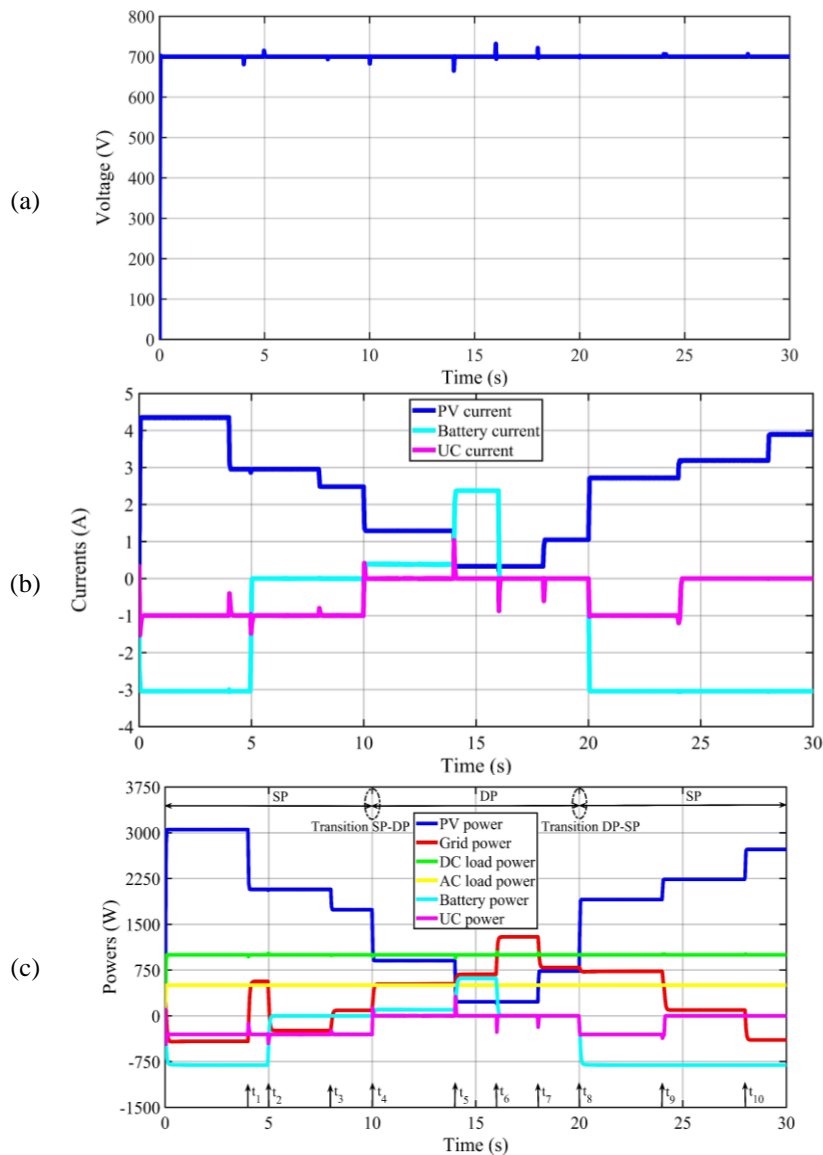 800
700
600
500
400
300
200
100
0
Voltage (V)
(a)
0 5 10 15 20 25 30
Time (s)
5
4
3
2
1
0
-1
-2
-3
-4
Currents (A)
(b)
PV current
Battery current
UC current
0 5 10 15 20 25 30
Time (s)
3750
3000
2250
1500
750
0
-750
-1500
Powers (W)
(c)
SP DP SP
Transition SP-DP Transition DP-SP
PV power
Grid power
DC load power
AC load power
Battery power
UC power
t1 t2 t3 t4 t5 t6 t7 t8 t9 t10
0 5 10 15 20 25 30
Time (s)